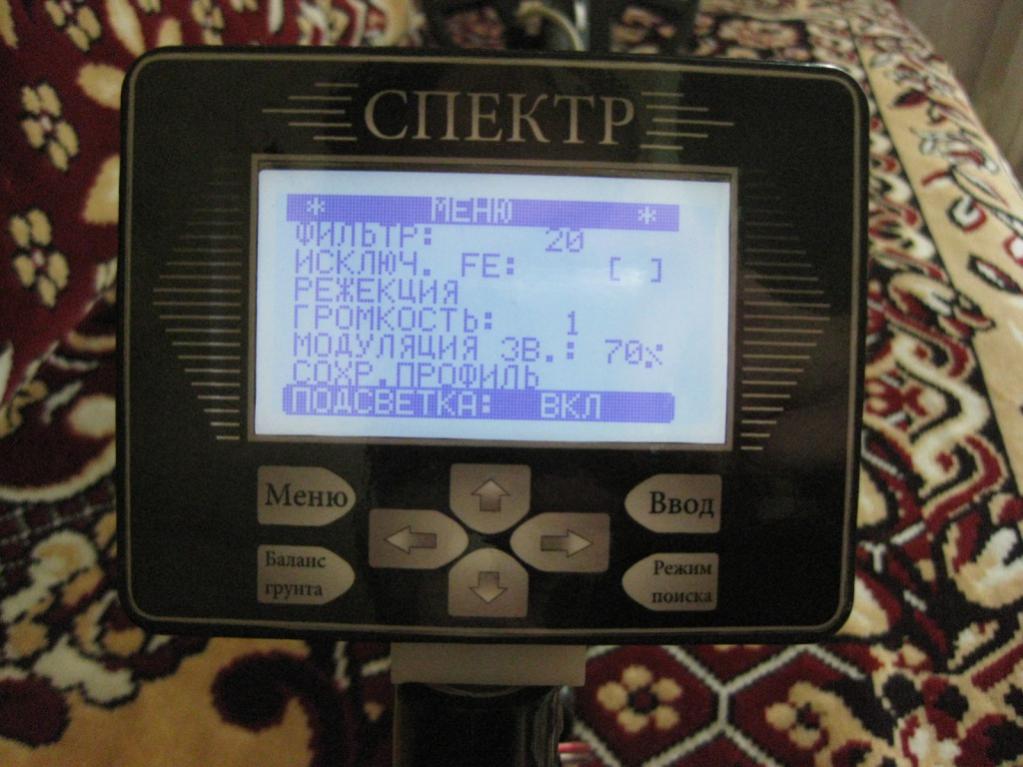 СПЕКТР
* МЕНЮ *
ФИЛЬТР: 20
ИСКЛЮЧ. FE: [ ]
РЕЖЕКЦИЯ
ГРОМКОСТЬ: 1
МОДУЛЯЦИЯ ЗВ.: 70%
СОХР.ПРОФИЛЬ
ПОДСВЕТКА: ВКЛ
Меню
Ввод
Баланс
грунта
Режим
поиска